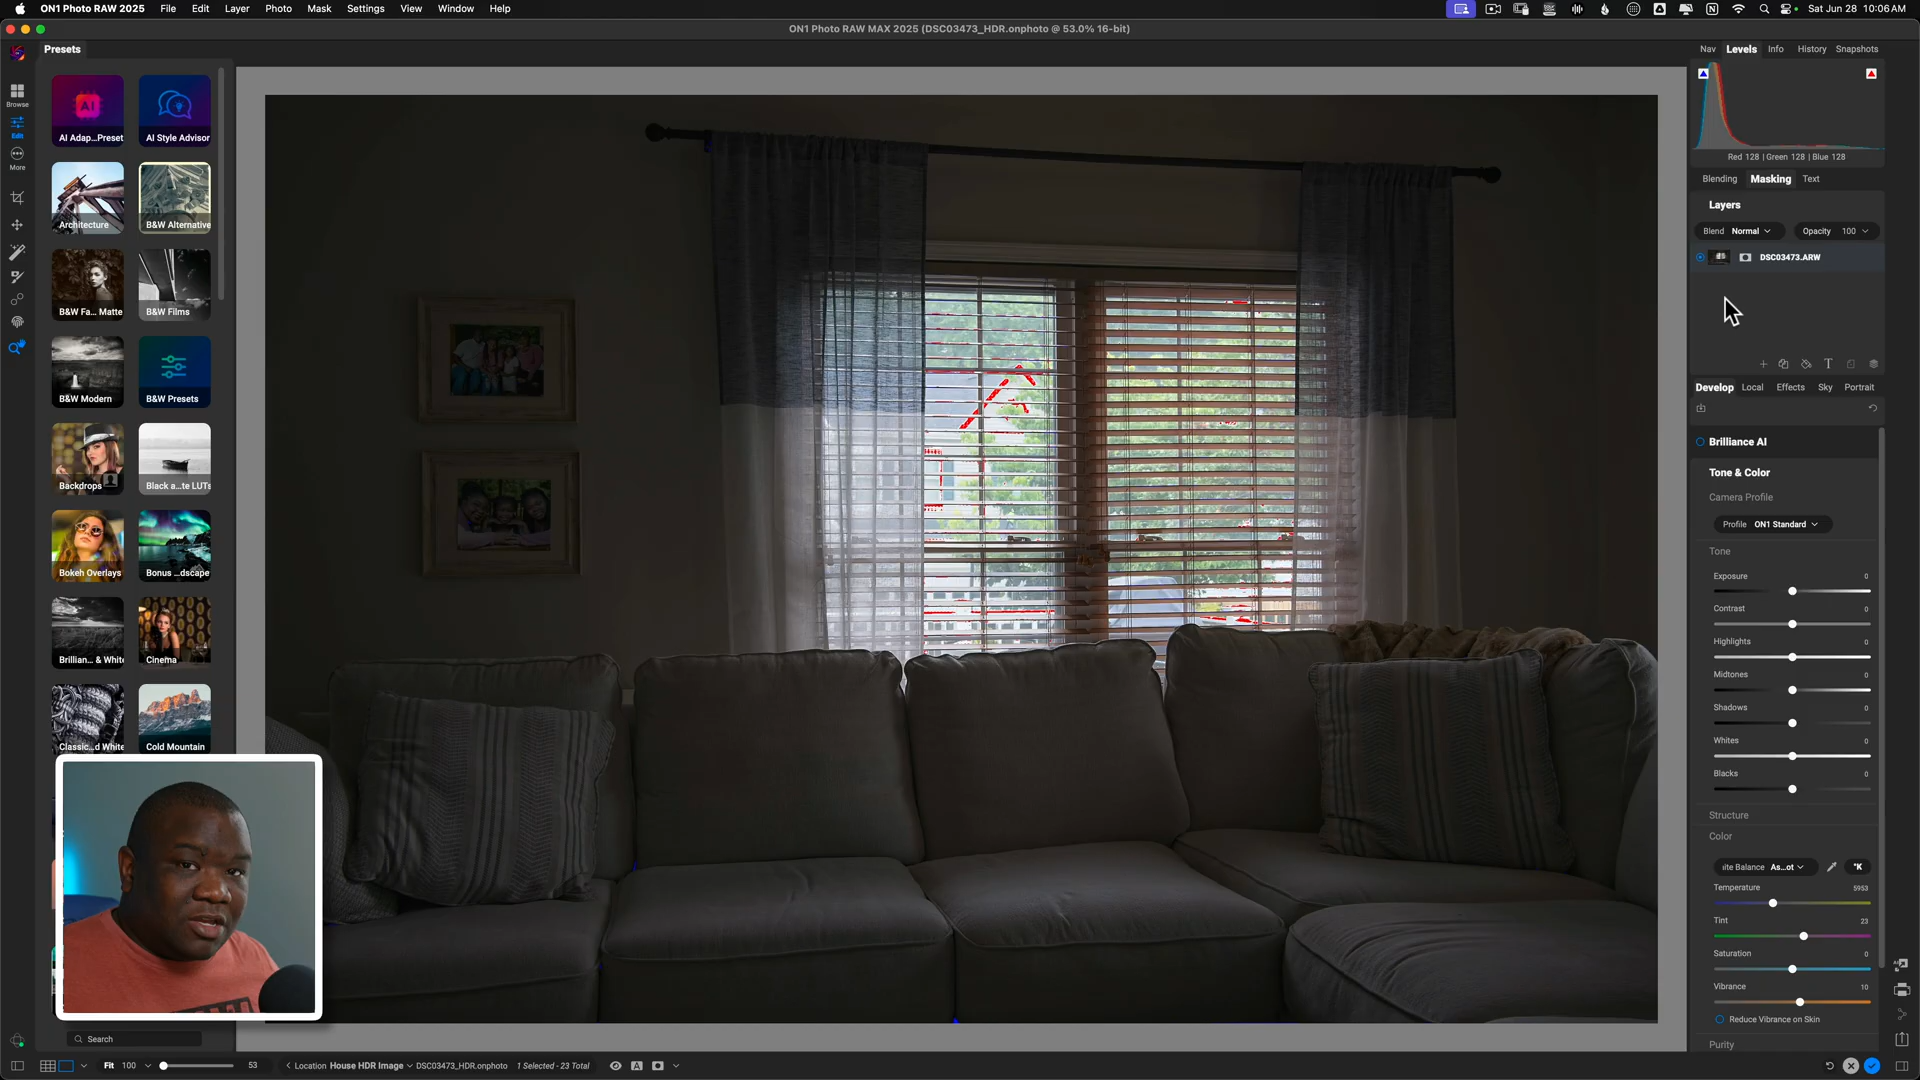 ON1 Photo RAW 2025 File Edit Layer Photo Mask Settings View Window Help
Sat Jun 28 10:06 AM
ON1 Photo RAW MAX 2025 (DSC03473_HDR.onphoto @ 53.0% 16-bit)
Presets
Browse
Edit
More
AI Adap...Preset
AI Style Advisor
Architecture
B&W Alternative
B&W Fa... Matte
B&W Films
B&W Modern
B&W Presets
Backdrops
Black a...te LUTs
Bokeh Overlays
Bonus ...dscape
Brillian... & White
Cinema
Classic...d White
Cold Mountain
Search
Nav Levels Info History Snapshots
Red 128 | Green 128 | Blue 128
Blending Masking Text
Layers
Blend Normal Opacity 100
DSC03473.ARW
Develop Local Effects Sky Portrait
Brilliance AI
Tone & Color
Camera Profile
Profile ON1 Standard
Tone
Exposure 0
Contrast 0
Highlights 0
Midtones 0
Shadows 0
Whites 0
Blacks 0
Structure
Color
ite Balance As...ot °K
Temperature 5953
Tint 23
Saturation 0
Vibrance 10
Reduce Vibrance on Skin
Purity
Fit 100 53 Location House HDR Image DSC03473_HDR.onphoto 1 Selected - 23 Total